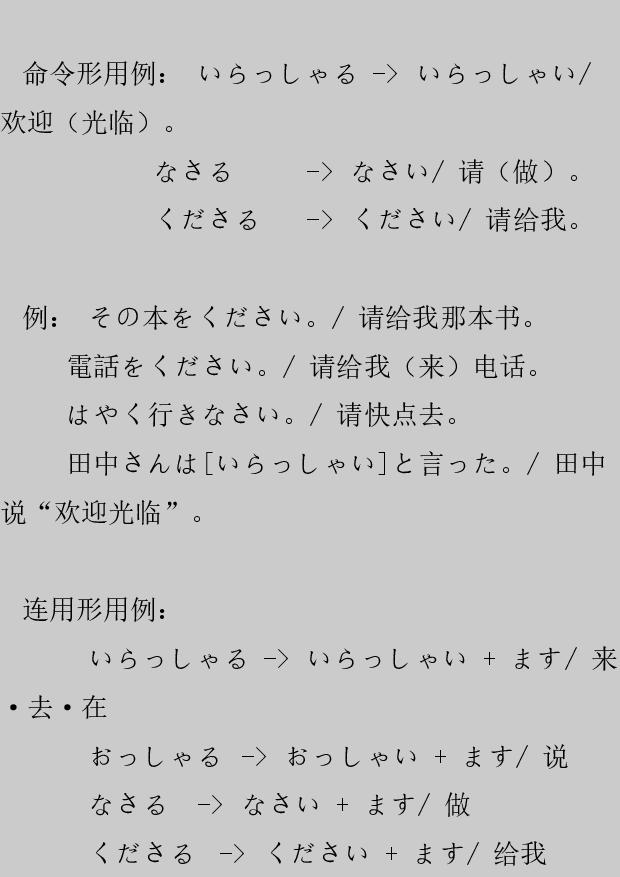 命令形用例： いらっしゃる −> いらっしゃい/
欢迎（光临）。
なさる −> なさい/ 请（做）。
くださる −> ください/ 请给我。
例： その本をください。/ 请给我那本书。
電話をください。/ 请给我（来）电话。
はやく行きなさい。/ 请快点去。
田中さんは[いらっしゃい]と言った。/ 田中
说“欢迎光临”。
连用形用例：
いらっしゃる −> いらっしゃい + ます/ 来
・去・在
おっしゃる −> おっしゃい + ます/ 说
なさる −> なさい + ます/ 做
くださる −> ください + ます/ 给我